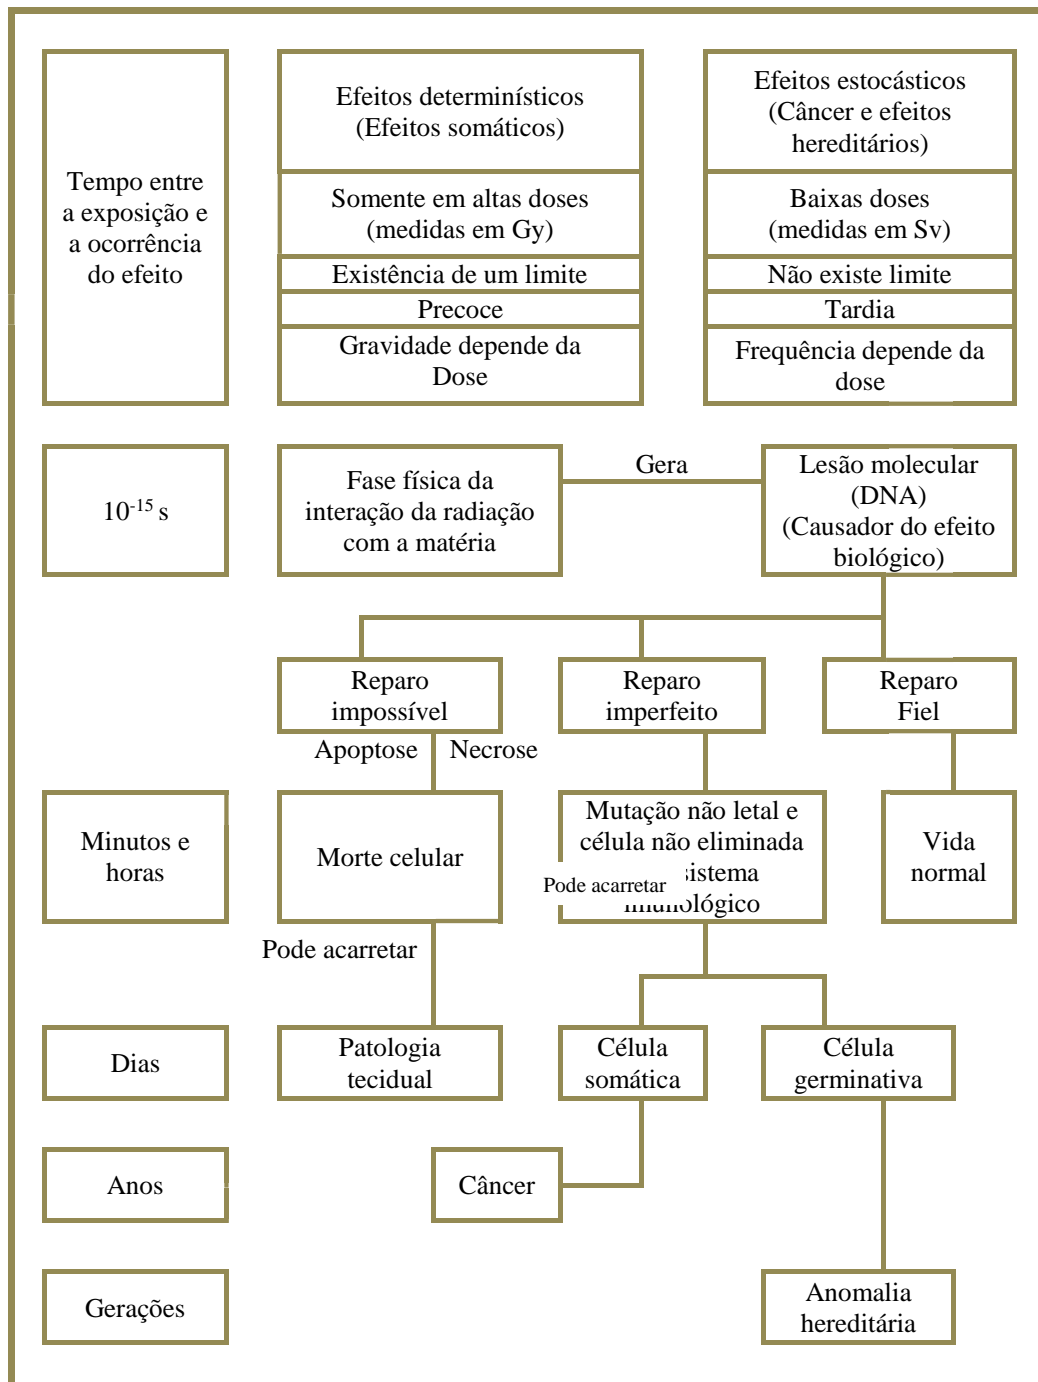 Tempo entre
a exposição e
a ocorrência
do efeito
Efeitos determinísticos
(Efeitos somáticos)
Somente em altas doses
(medidas em Gy)
Existência de um limite
Precoce
Gravidade depende da
Dose
Efeitos estocásticos
(Câncer e efeitos
hereditários)
Baixas doses
(medidas em Sv)
Não existe limite
Tardia
Frequência depende da
dose
10⁻¹⁵ s
Fase física da
interação da radiação
com a matéria
Gera
Lesão molecular
(DNA)
(Causador do efeito
biológico)
Reparo
impossível
Reparo
imperfeito
Reparo
Fiel
Apoptose
Necrose
Minutos e
horas
Morte celular
Mutação não letal e
célula não eliminada
sistema
Pode acarretar
Vida
normal
Pode acarretar
Dias
Patologia
tecidual
Célula
somática
Célula
germinativa
Anos
Câncer
Gerações
Anomalia
hereditária